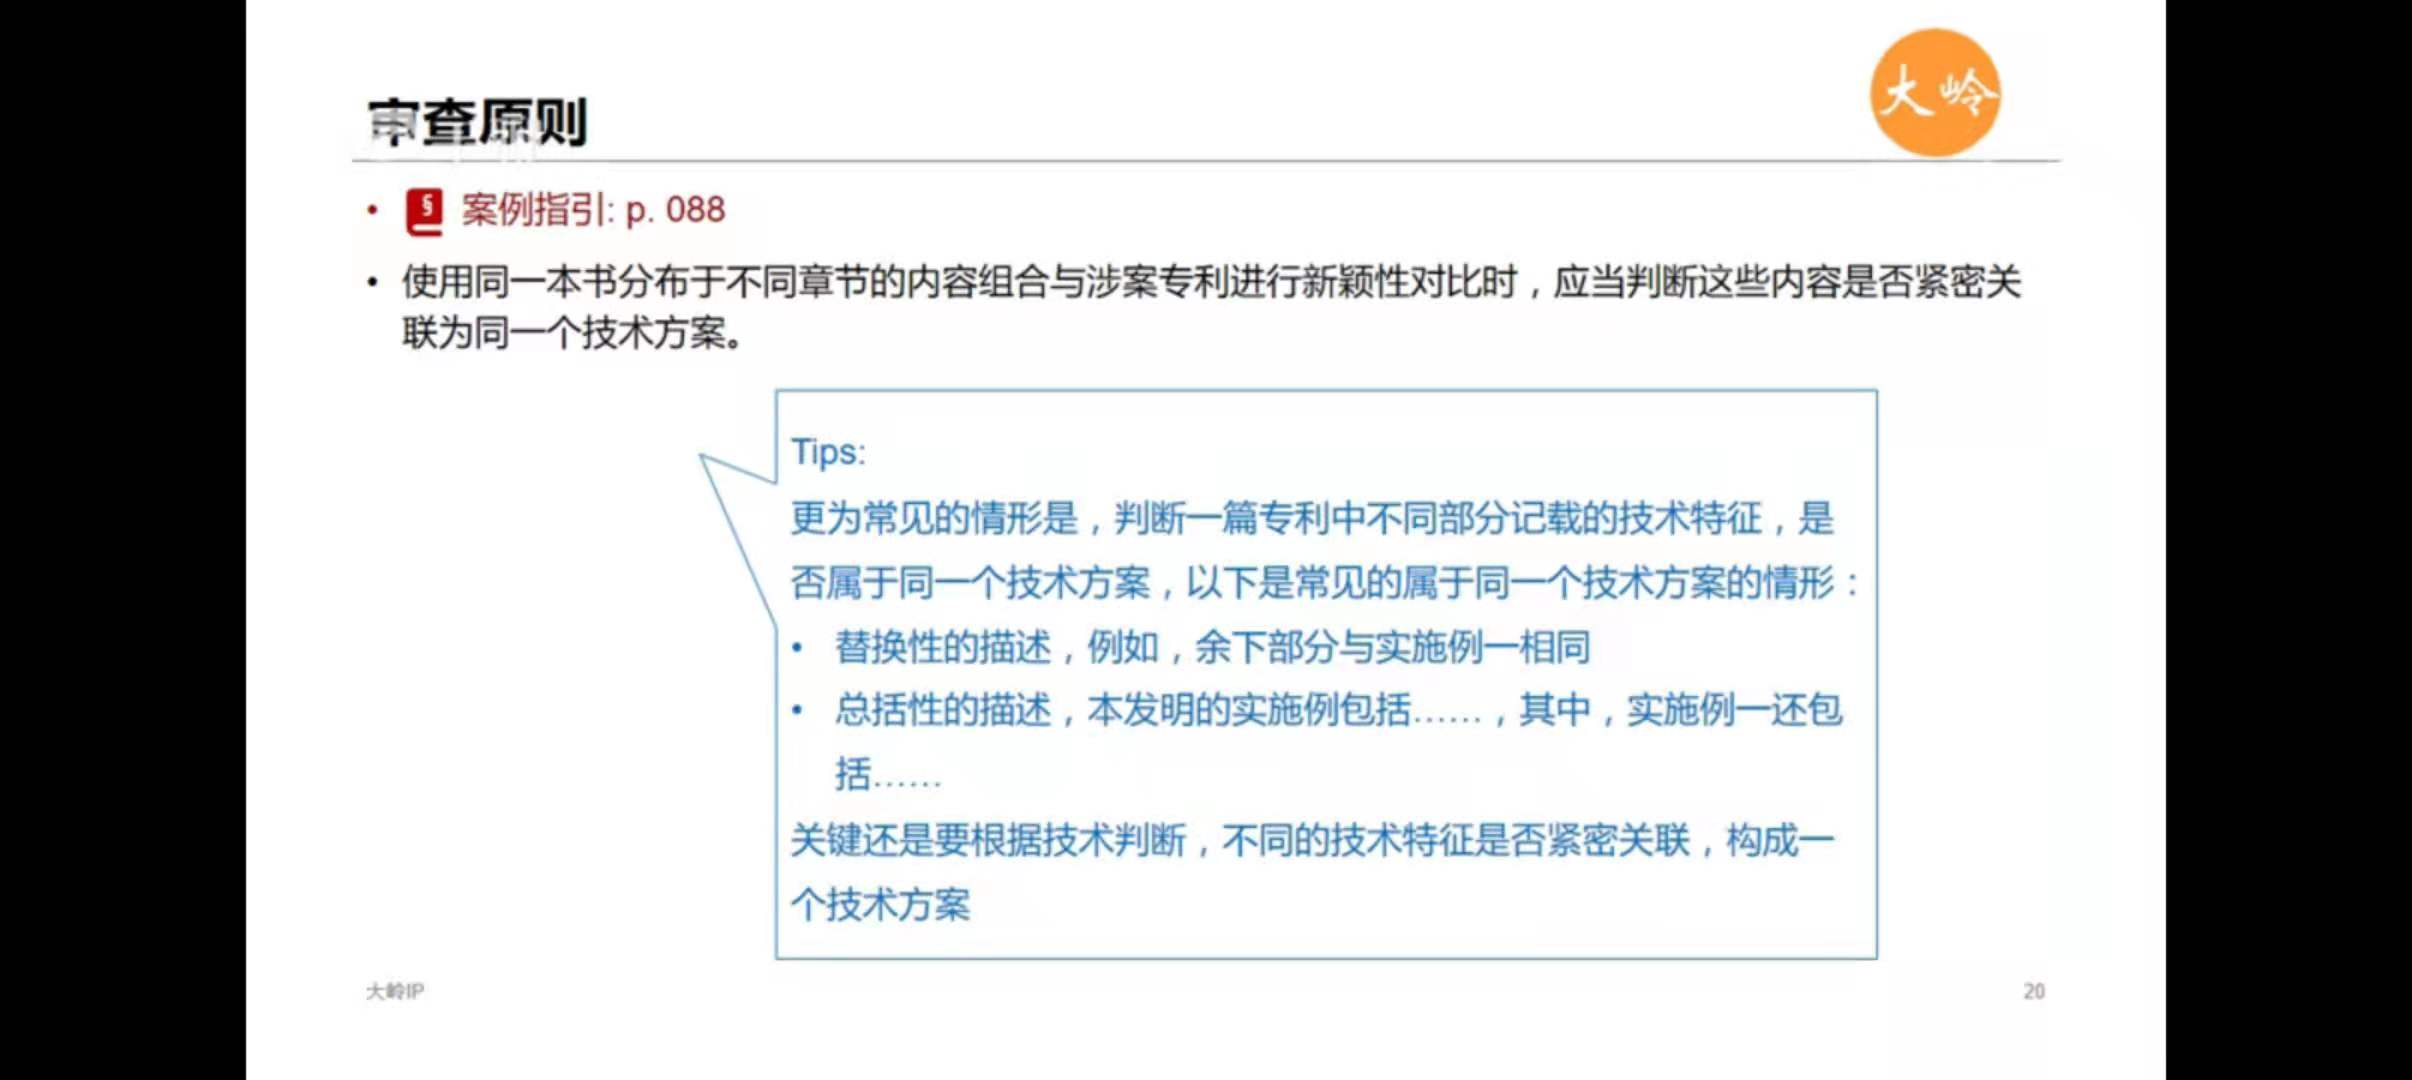 大岭
审查原则
• § 案例指引: p. 088
• 使用同一本书分布于不同章节的内容组合与涉案专利进行新颖性对比时，应当判断这些内容是否紧密关
联为同一个技术方案。
Tips:
更为常见的情形是，判断一篇专利中不同部分记载的技术特征，是
否属于同一个技术方案，以下是常见的属于同一个技术方案的情形：
• 替换性的描述，例如，余下部分与实施例一相同
• 总括性的描述，本发明的实施例包括……，其中，实施例一还包
括……
关键还是要根据技术判断，不同的技术特征是否紧密关联，构成一
个技术方案
大岭IP
20